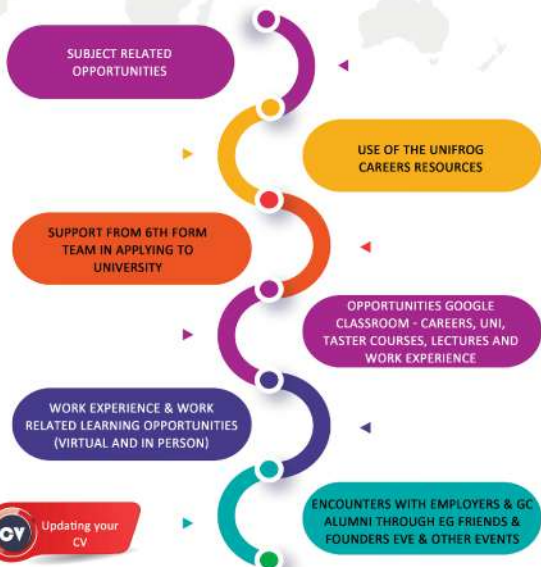 SUBJECT RELATED
OPPORTUNITIES
USE OF THE UNIFROG
CAREERS RESOURCES
SUPPORT FROM 6TH FORM
TEAM IN APPLYING TO
UNIVERSITY
OPPORTUNITIES GOOGLE
CLASSROOM - CAREERS, UNI,
TASTER COURSES, LECTURES AND
WORK EXPERIENCE
WORK EXPERIENCE & WORK
RELATED LEARNING OPPORTUNITIES
(VIRTUAL AND IN PERSON)
ENCOUNTERS WITH EMPLOYERS & GC
ALUMNI THROUGH EG FRIENDS &
FOUNDERS EVE & OTHER EVENTS
CV
Updating your
CV